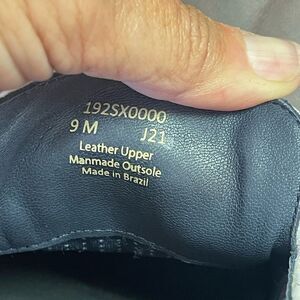 192SX0000
9 M J21
Leather Upper
Manmade Outsole
Made in Brazil